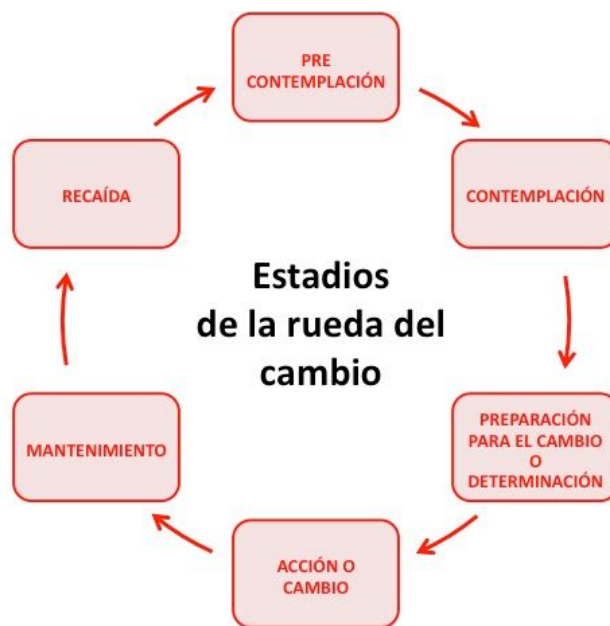 PRE
CONTEMPLACIÓN
CONTEMPLACIÓN
PREPARACIÓN
PARA EL CAMBIO
O
DETERMINACIÓN
ACCIÓN O
CAMBIO
MANTENIMIENTO
RECAÍDA
Estadios
de la rueda del
cambio